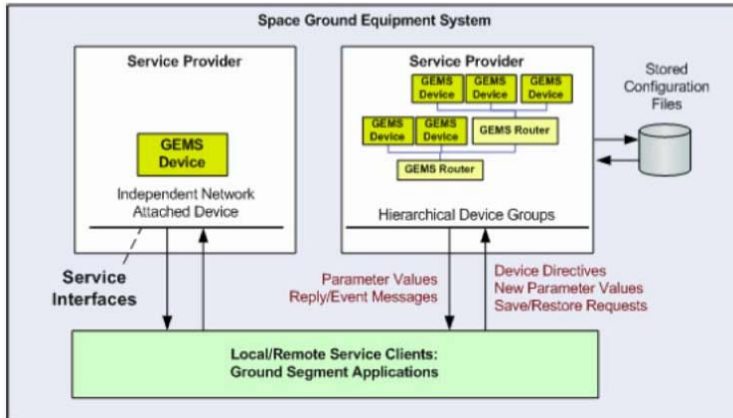 Space Ground Equipment System
Service Provider
GEMS
Device
Independent Network
Attached Device
Service
Interfaces
Service Provider
GEMS
Device
GEMS
Device
GEMS
Device
GEMS
Device
GEMS
Device
GEMS Router
GEMS Router
Hierarchical Device Groups
Stored
Configuration
Files
Parameter Values
Reply/Event Messages
Device Directives
New Parameter Values
Save/Restore Requests
Local/Remote Service Clients:
Ground Segment Applications